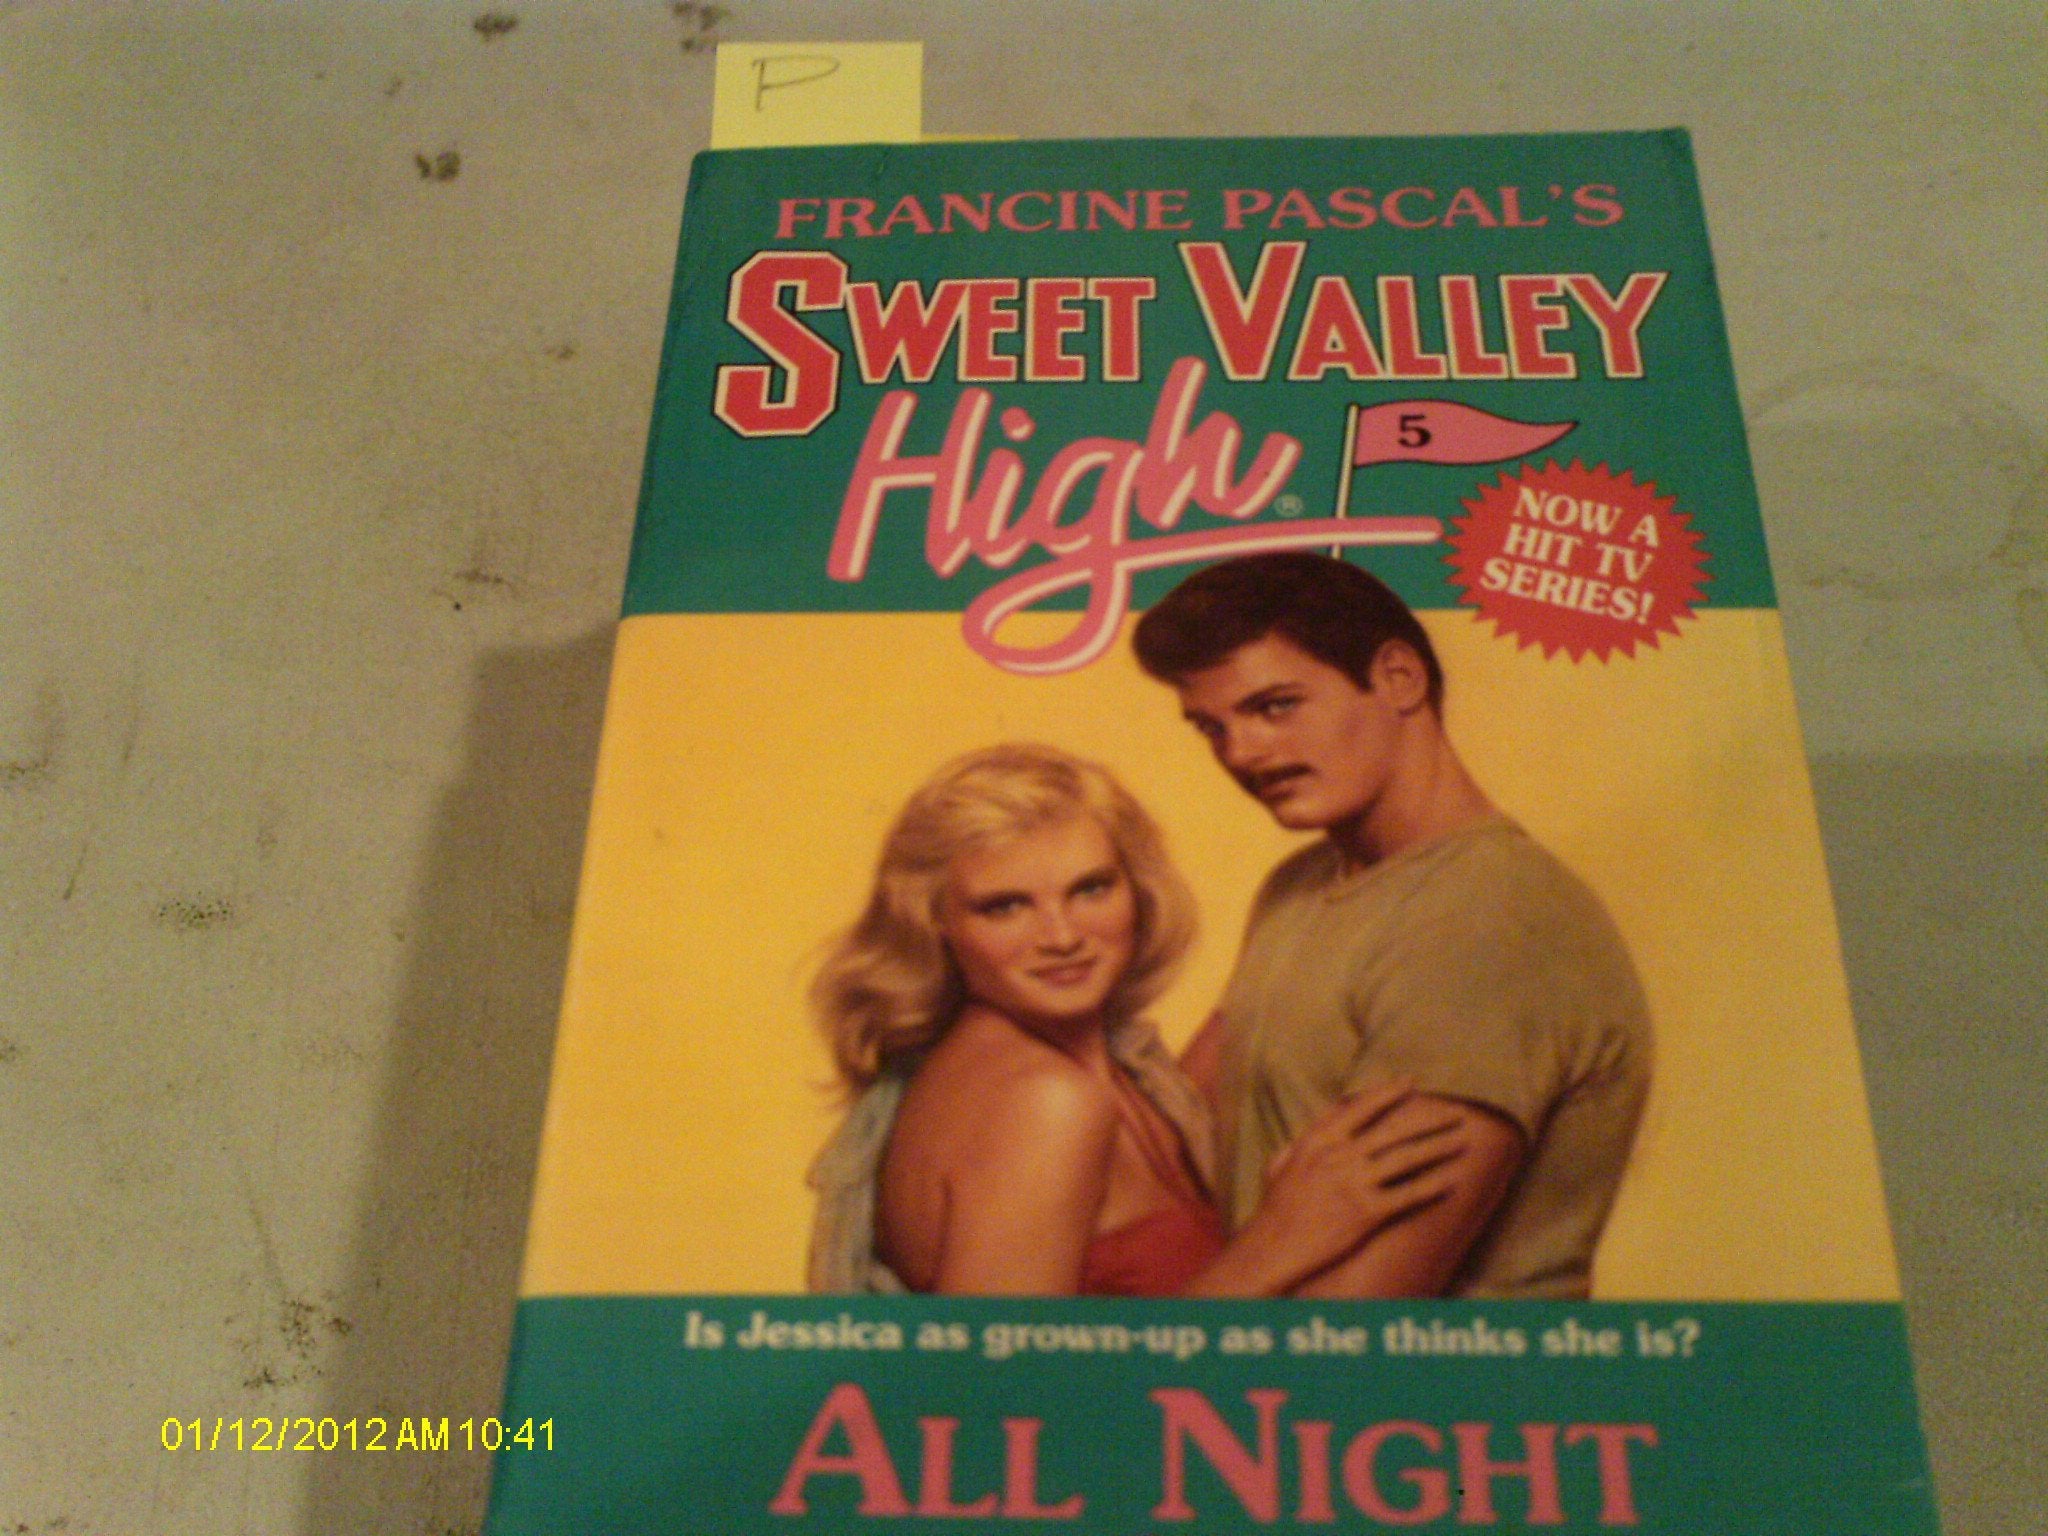 P
FRANCINE PASCAL'S
SWEET VALLEY
High®
5
NOW A
HIT TV
SERIES!
Is Jessica as grown-up as she thinks she is?
ALL NIGHT
01/12/2012 AM 10:41